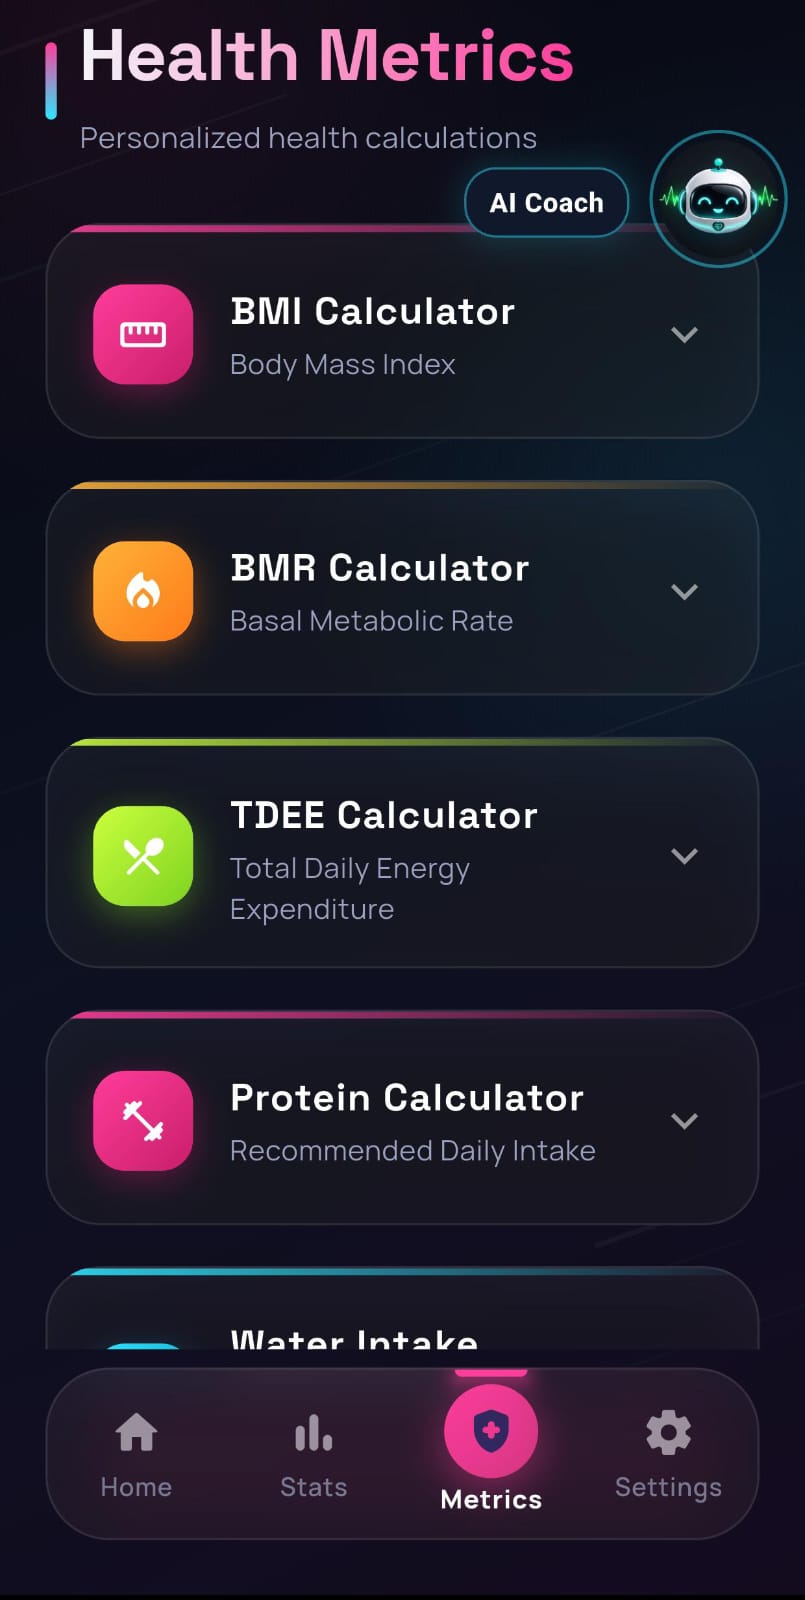 Health Metrics
Personalized health calculations
AI Coach
BMI Calculator
Body Mass Index
BMR Calculator
Basal Metabolic Rate
TDEE Calculator
Total Daily Energy
Expenditure
Protein Calculator
Recommended Daily Intake
Water Intake
Home
Stats
Metrics
Settings